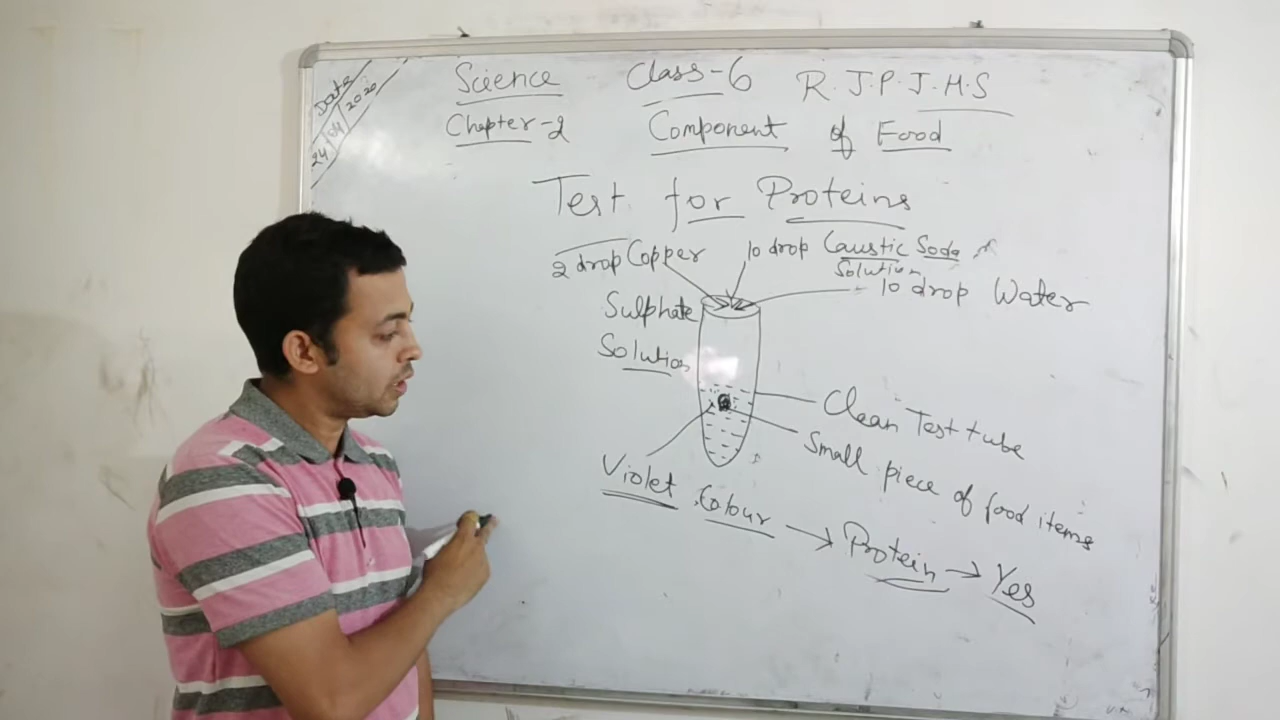 Date
24/04/2020
Science Class-6 R.J.P.J.H.S
Chapter-2 Component of Food
Test for Proteins
2 drop Copper
Sulphate
Solution
10 drop Caustic Soda
Solution
10 drop Water
Clean Test tube
Small piece of food items
Violet Colour → Protein → Yes